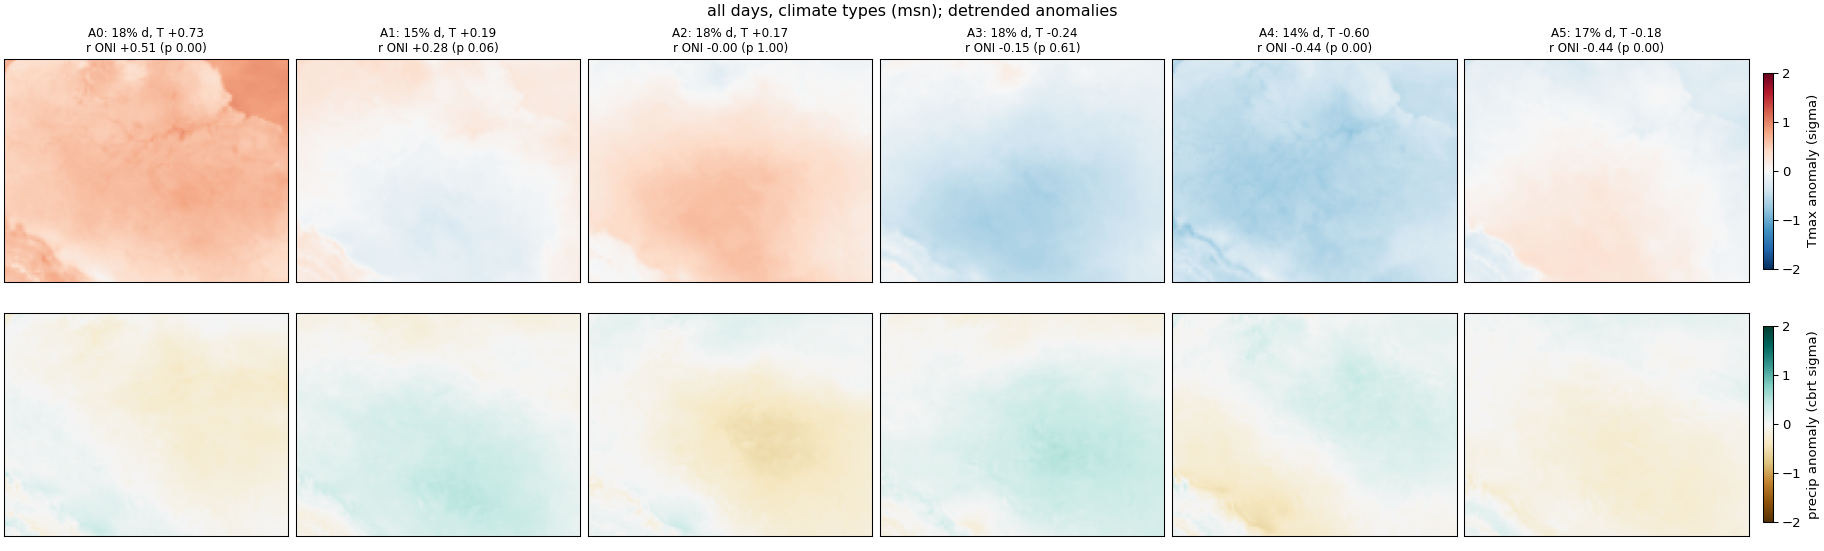 all days, climate types (msn); detrended anomalies
A0: 18% d, T +0.73
r ONI +0.51 (p 0.00)
A1: 15% d, T +0.19
r ONI +0.28 (p 0.06)
A2: 18% d, T +0.17
r ONI -0.00 (p 1.00)
A3: 18% d, T -0.24
r ONI -0.15 (p 0.61)
A4: 14% d, T -0.60
r ONI -0.44 (p 0.00)
A5: 17% d, T -0.18
r ONI -0.44 (p 0.00)
2
1
0
−1
−2
Tmax anomaly (sigma)
2
1
0
−1
−2
precip anomaly (cbrt sigma)